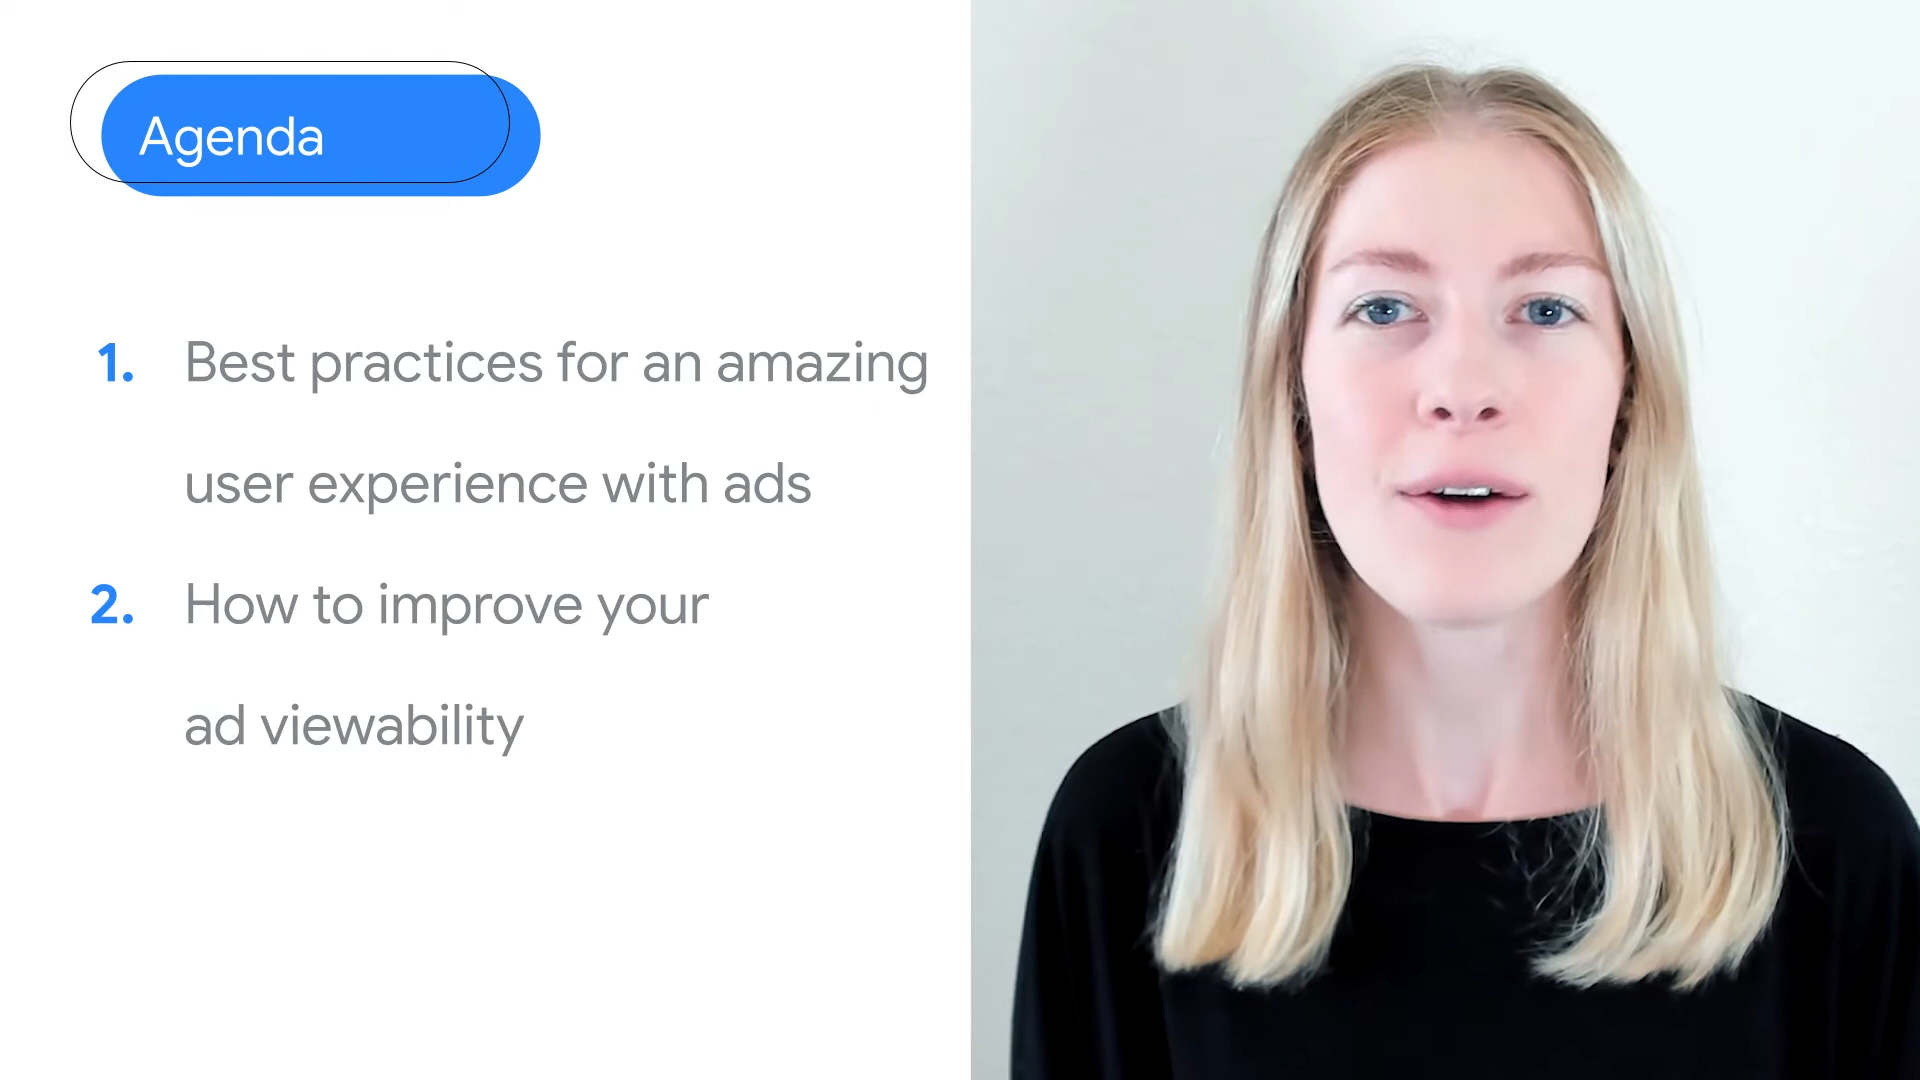 Agenda
1. Best practices for an amazing
user experience with ads
2. How to improve your
ad viewability